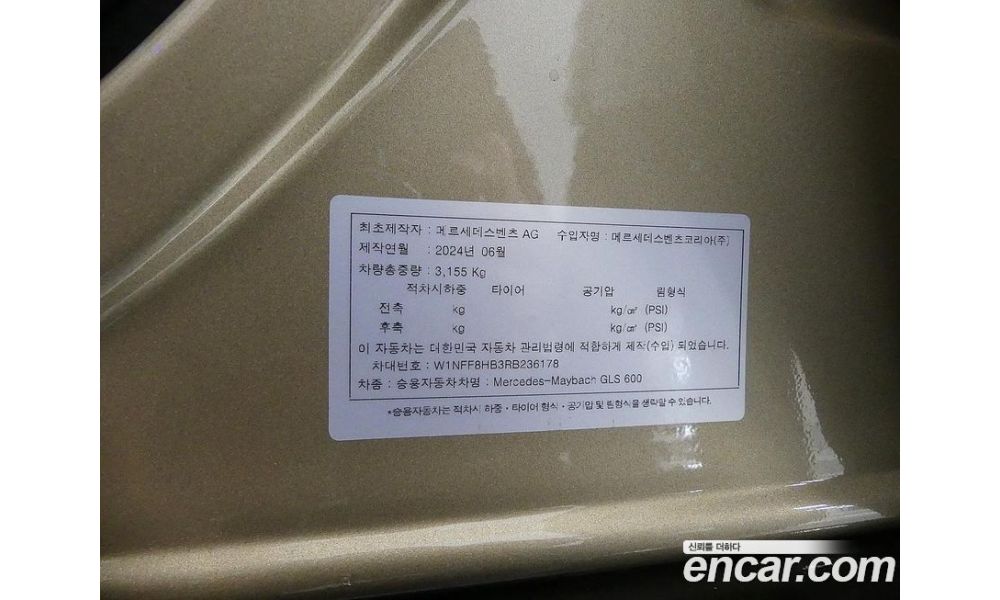 최초제작자 : 메르세데스벤츠 AG 수입자명 : 메르세데스벤츠코리아(주)
제작연월 : 2024년 06월
차량총중량 : 3,155 Kg
적차시하중 타이어 공기압 림형식
전축 kg kg/㎠ (PSI)
후축 kg kg/㎠ (PSI)
이 자동차는 대한민국 자동차 관리법령에 적합하게 제작(수입) 되었습니다.
차대번호 : W1NFF8HB3RB236178
차종 : 승용자동차차명 : Mercedes-Maybach GLS 600
*승용자동차는 적차시 하중·타이어 형식·공기압 및 림형식을 생략할 수 있습니다.
신뢰를 더하다
encar.com